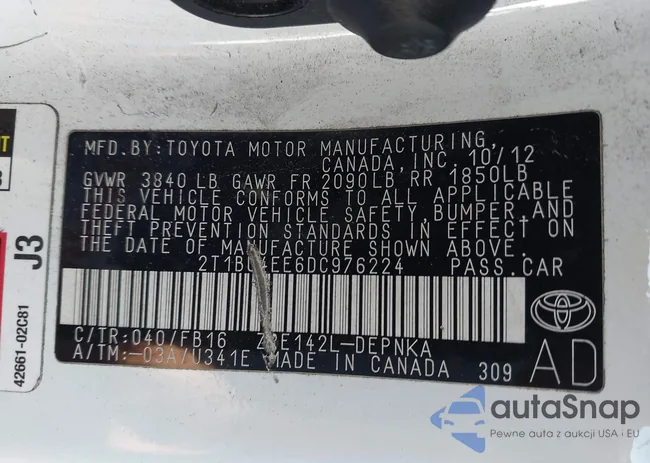 MFD.BY:TOYOTA MOTOR MANUFACTURING,
CANADA,INC. 10/12
GVWR 3840 LB GAWR FR 2090LB RR 1850LB
THIS VEHICLE CONFORMS TO ALL APPLICABLE
FEDERAL MOTOR VEHICLE SAFETY,BUMPER,AND
THEFT PREVENTION STANDARDS IN EFFECT ON
THE DATE OF MANUFACTURE SHOWN ABOVE.
PASS.CAR
C/TR:040/FB16
A/TM:-03A/U341E MADE IN CANADA 309
AD
J3
42661-02C81
autaSnap
Pewne auta z aukcji USA i EU